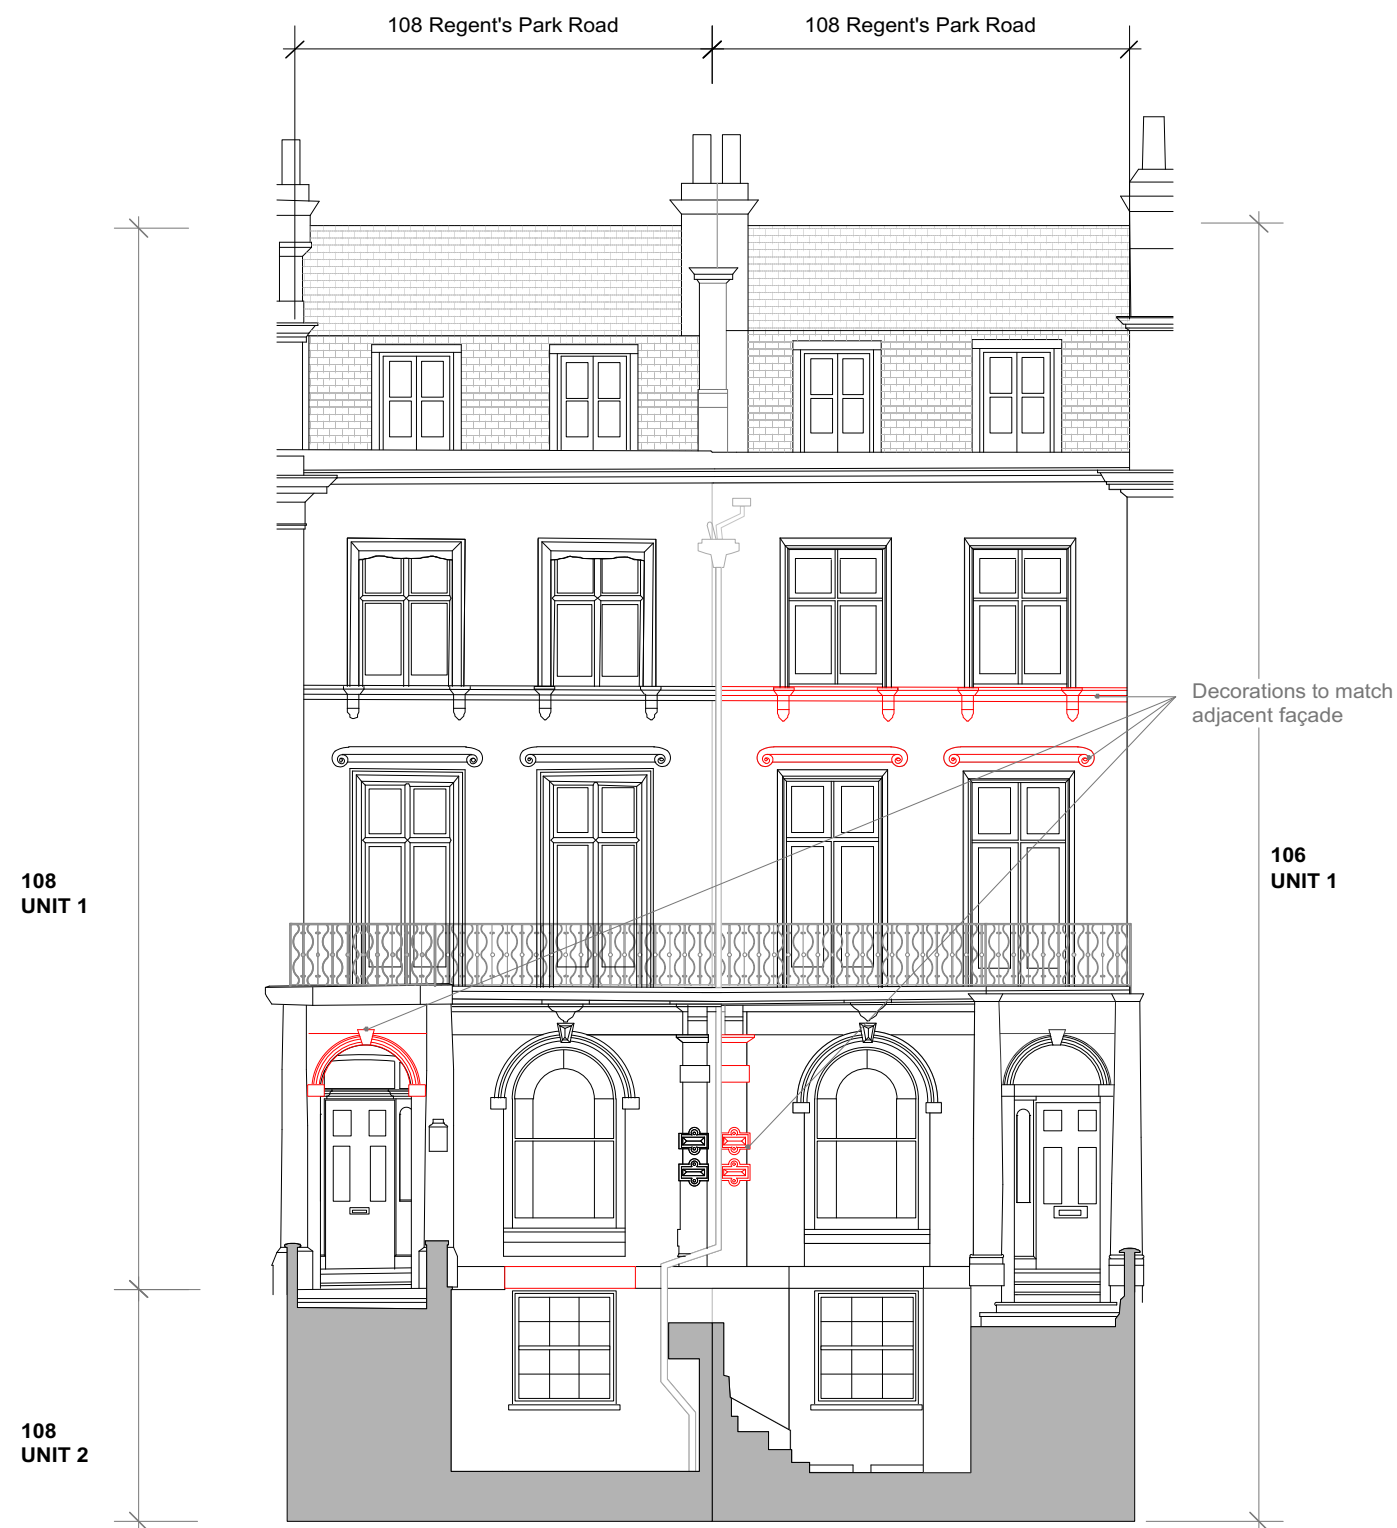 108 Regent's Park Road
108 Regent's Park Road
Decorations to match
adjacent façade
108
UNIT 1
106
UNIT 1
108
UNIT 2